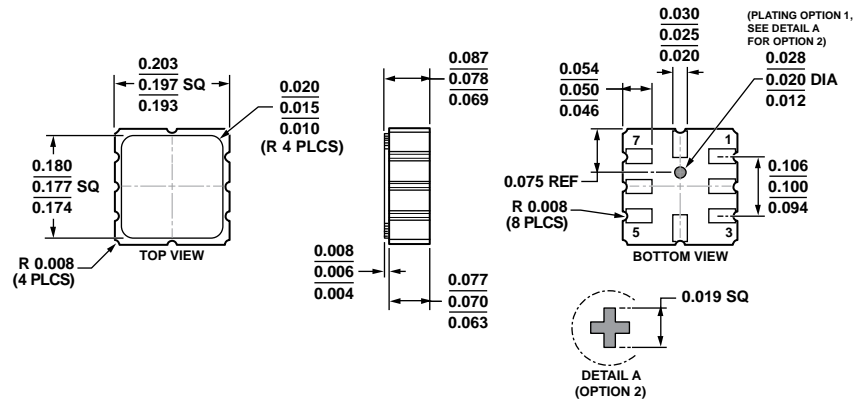 0.203
0.197 SQ
0.193
0.020
0.015
0.010
(R 4 PLCS)
0.180
0.177 SQ
0.174
R 0.008
(4 PLCS)
TOP VIEW
0.087
0.078
0.069
0.008
0.006
0.004
0.077
0.070
0.063
0.030
0.025
0.020
(PLATING OPTION 1,
SEE DETAIL A
FOR OPTION 2)
0.054
0.050
0.046
0.028
0.020 DIA
0.012
7
1
0.075 REF
0.106
0.100
0.094
R 0.008
(8 PLCS)
5
3
BOTTOM VIEW
0.019 SQ
DETAIL A
(OPTION 2)